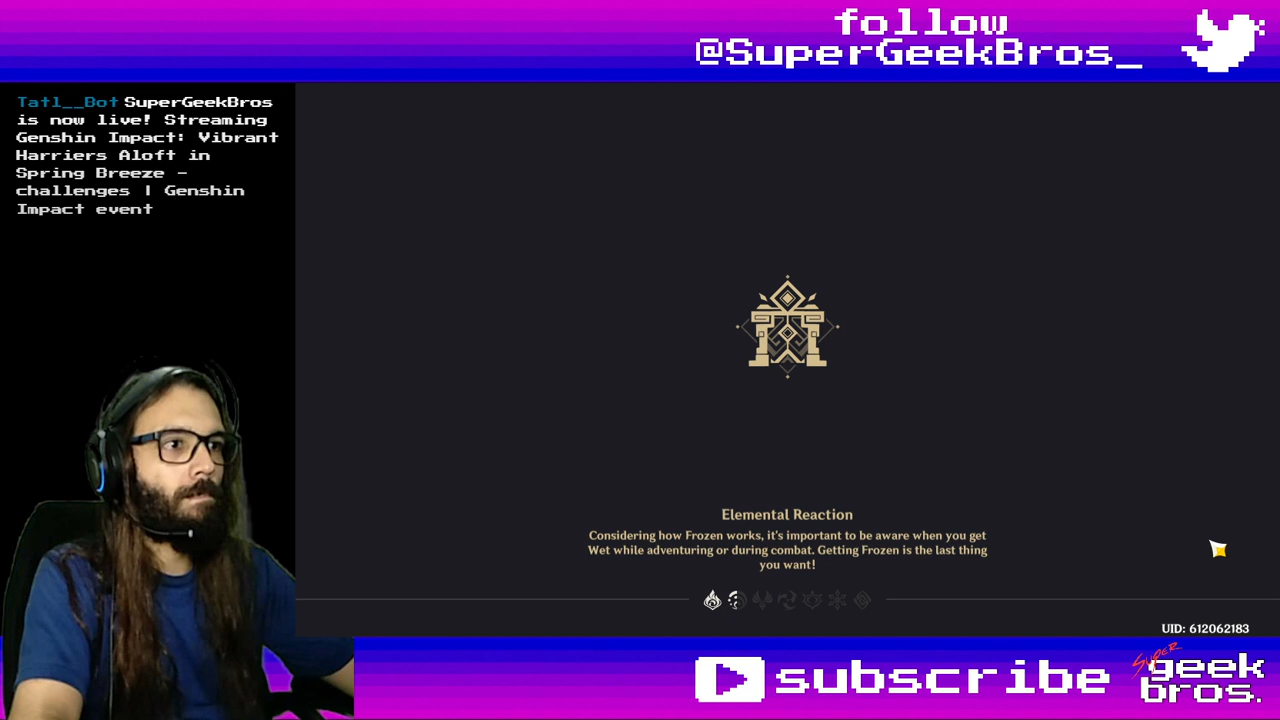 follow
@SuperGeekBros_
Tatl__Bot SuperGeekBros
is now live! Streaming
Genshin Impact: Vibrant
Harriers Aloft in
Spring Breeze -
challenges | Genshin
Impact event
Elemental Reaction
Considering how Frozen works, it's important to be aware when you get
Wet while adventuring or during combat. Getting Frozen is the last thing
you want!
UID: 612062183
subscribe
SUPER
geek
bros.